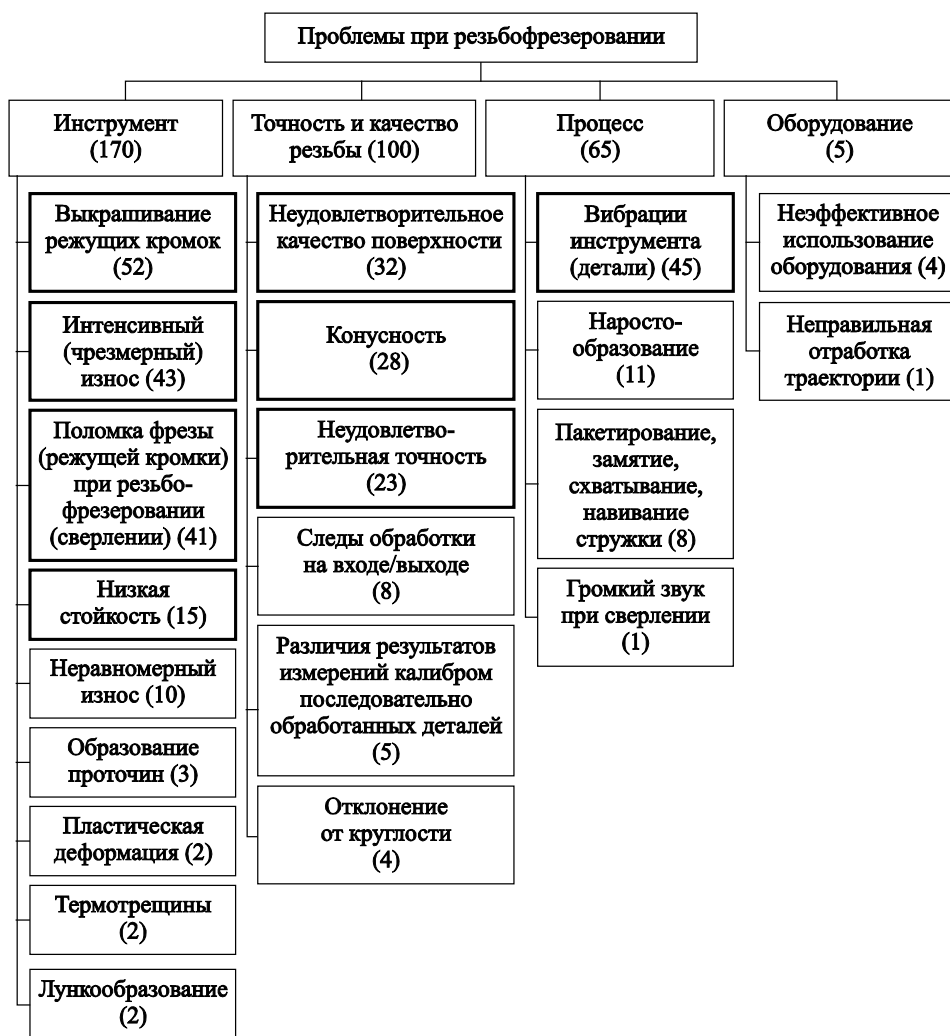 Проблемы при резьбофрезеровании
Инструмент
(170)
Выкрашивание
режущих кромок
(52)
Интенсивный
(чрезмерный)
износ (43)
Поломка фрезы
(режущей кромки)
при резьбо-
фрезеровании
(сверлении) (41)
Низкая
стойкость (15)
Неравномерный
износ (10)
Образование
проточин (3)
Пластическая
деформация (2)
Термотрещины
(2)
Лункообразование
(2)
Точность и качество
резьбы (100)
Неудовлетворительное
качество поверхности
(32)
Конусность
(28)
Неудовлетво-
рительная точность
(23)
Следы обработки
на входе/выходе
(8)
Различия результатов
измерений калибром
последовательно
обработанных деталей
(5)
Отклонение
от круглости
(4)
Процесс
(65)
Вибрации
инструмента
(детали) (45)
Наросто-
образование
(11)
Пакетирование,
замятие,
схватывание,
навивание
стружки (8)
Громкий звук
при сверлении
(1)
Оборудование
(5)
Неэффективное
использование
оборудования (4)
Неправильная
отработка
траектории (1)